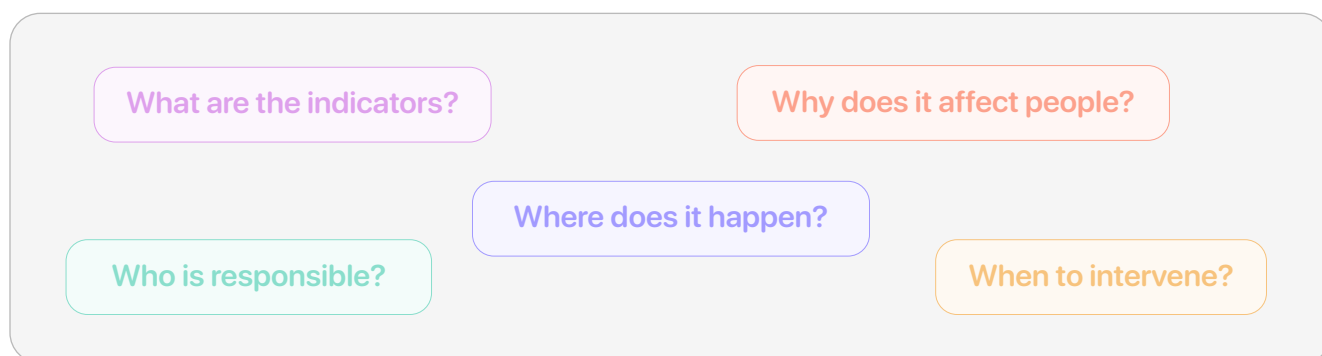 What are the indicators?
Why does it affect people?
Where does it happen?
Who is responsible?
When to intervene?